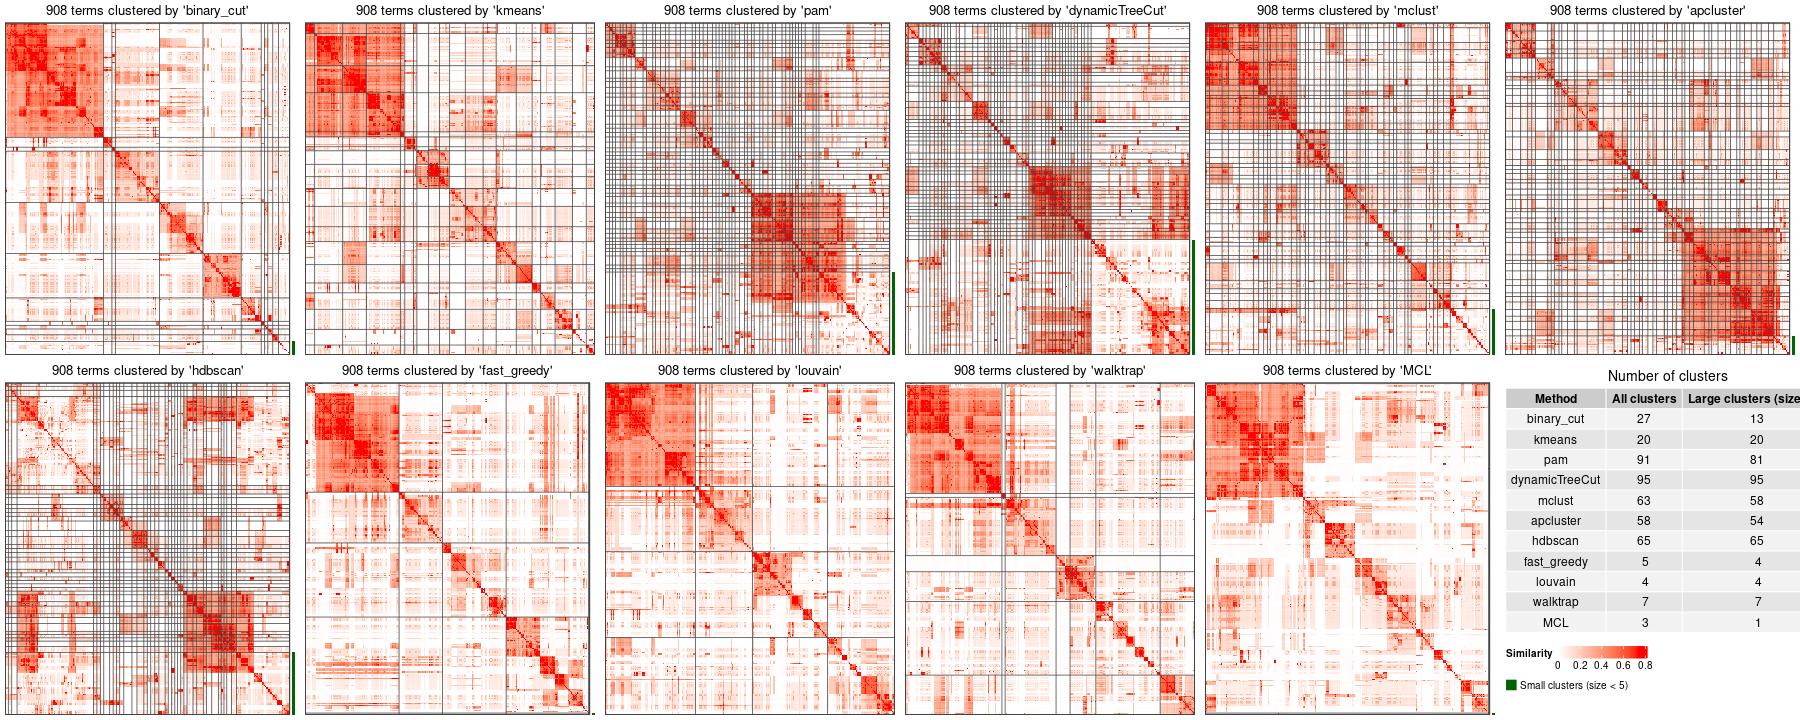 908 terms clustered by 'binary_cut'
908 terms clustered by 'kmeans'
908 terms clustered by 'pam'
908 terms clustered by 'dynamicTreeCut'
908 terms clustered by 'mclust'
908 terms clustered by 'apcluster'
908 terms clustered by 'hdbscan'
908 terms clustered by 'fast_greedy'
908 terms clustered by 'louvain'
908 terms clustered by 'walktrap'
908 terms clustered by 'MCL'
Number of clusters
Method All clusters Large clusters (size
binary_cut 27 13
kmeans 20 20
pam 91 81
dynamicTreeCut 95 95
mclust 63 58
apcluster 58 54
hdbscan 65 65
fast_greedy 5 4
louvain 4 4
walktrap 7 7
MCL 3 1
Similarity
0 0.2 0.4 0.6 0.8
Small clusters (size < 5)